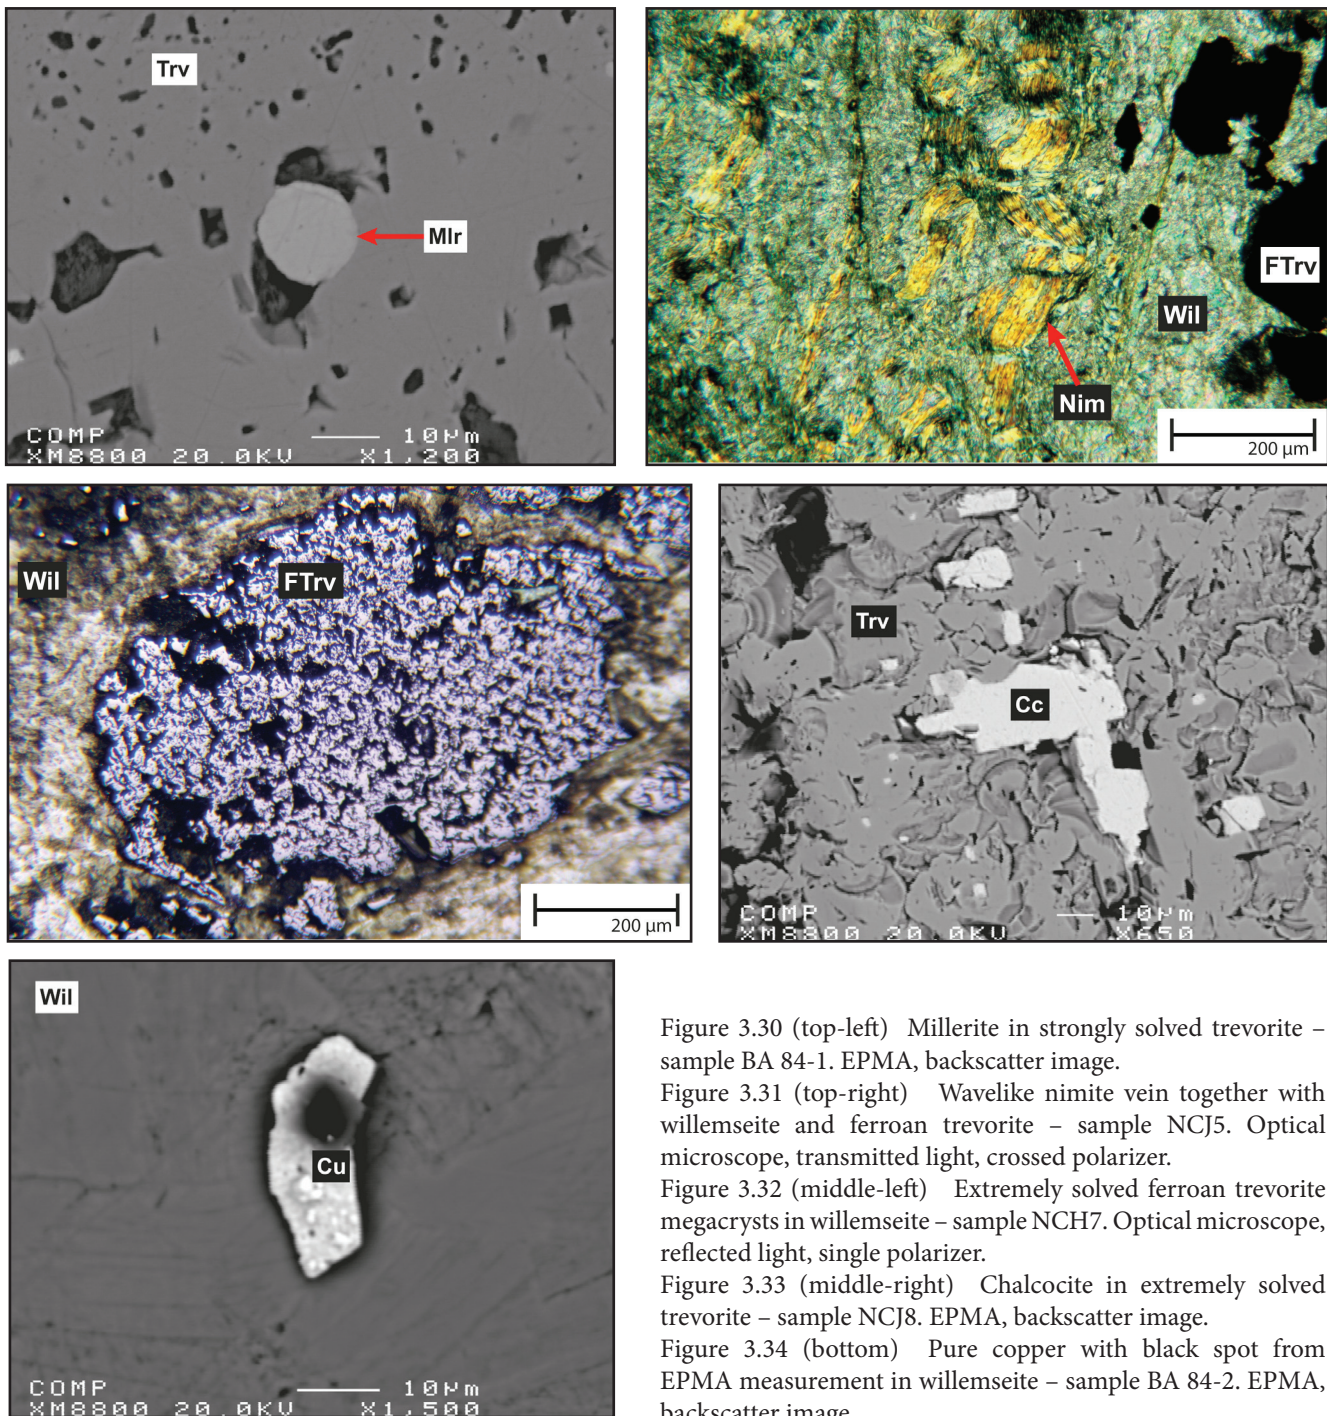 Trv
Mlr
COMP 10µm
XM8800 20.0KV X1,200
FTrv
Wil
Nim
200 µm
Wil
FTrv
200 µm
Trv
Cc
COMP 10µm
XM8800 20.0KV X650
Wil
Cu
COMP 10µm
XM8800 20.0KV X1,500
Figure 3.30 (top-left) Millerite in strongly solved trevorite –
sample BA 84-1. EPMA, backscatter image.
Figure 3.31 (top-right) Wavelike nimite vein together with
willemseite and ferroan trevorite – sample NCJ5. Optical
microscope, transmitted light, crossed polarizer.
Figure 3.32 (middle-left) Extremely solved ferroan trevorite
megacrysts in willemseite – sample NCH7. Optical microscope,
reflected light, single polarizer.
Figure 3.33 (middle-right) Chalcocite in extremely solved
trevorite – sample NCJ8. EPMA, backscatter image.
Figure 3.34 (bottom) Pure copper with black spot from
EPMA measurement in willemseite – sample BA 84-2. EPMA,
backscatter image.